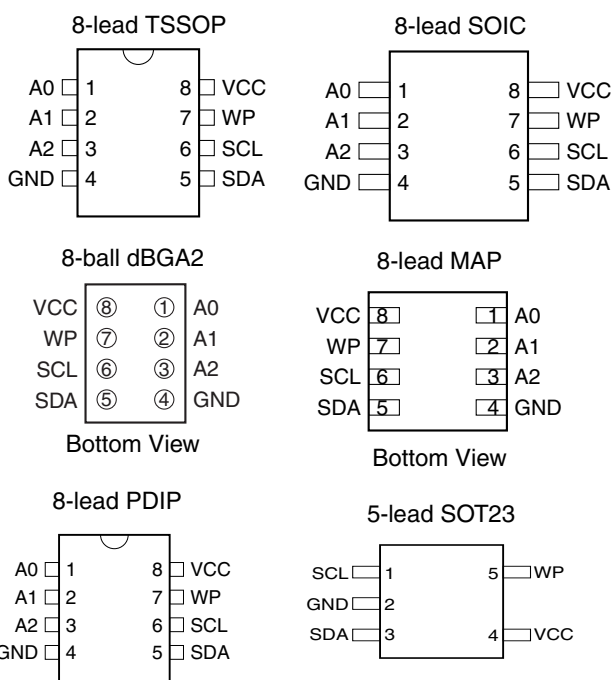 8-lead TSSOP
A0 1 8 VCC
A1 2 7 WP
A2 3 6 SCL
GND 4 5 SDA
8-lead SOIC
A0 1 8 VCC
A1 2 7 WP
A2 3 6 SCL
GND 4 5 SDA
8-ball dBGA2
VCC 8 1 A0
WP 7 2 A1
SCL 6 3 A2
SDA 5 4 GND
Bottom View
8-lead MAP
VCC 8 1 A0
WP 7 2 A1
SCL 6 3 A2
SDA 5 4 GND
Bottom View
8-lead PDIP
A0 1 8 VCC
A1 2 7 WP
A2 3 6 SCL
GND 4 5 SDA
5-lead SOT23
SCL 1 5 WP
GND 2
SDA 3 4 VCC